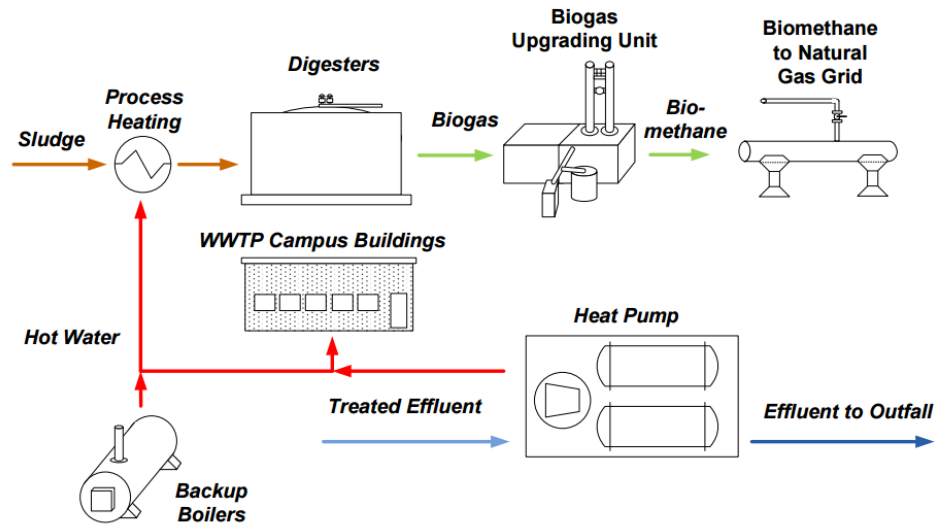 Biogas
Upgrading Unit
Biomethane
to Natural
Gas Grid
Digesters
Process
Heating
Sludge
Biogas
Bio-
methane
WWTP Campus Buildings
Hot Water
Heat Pump
Treated Effluent
Effluent to Outfall
Backup
Boilers